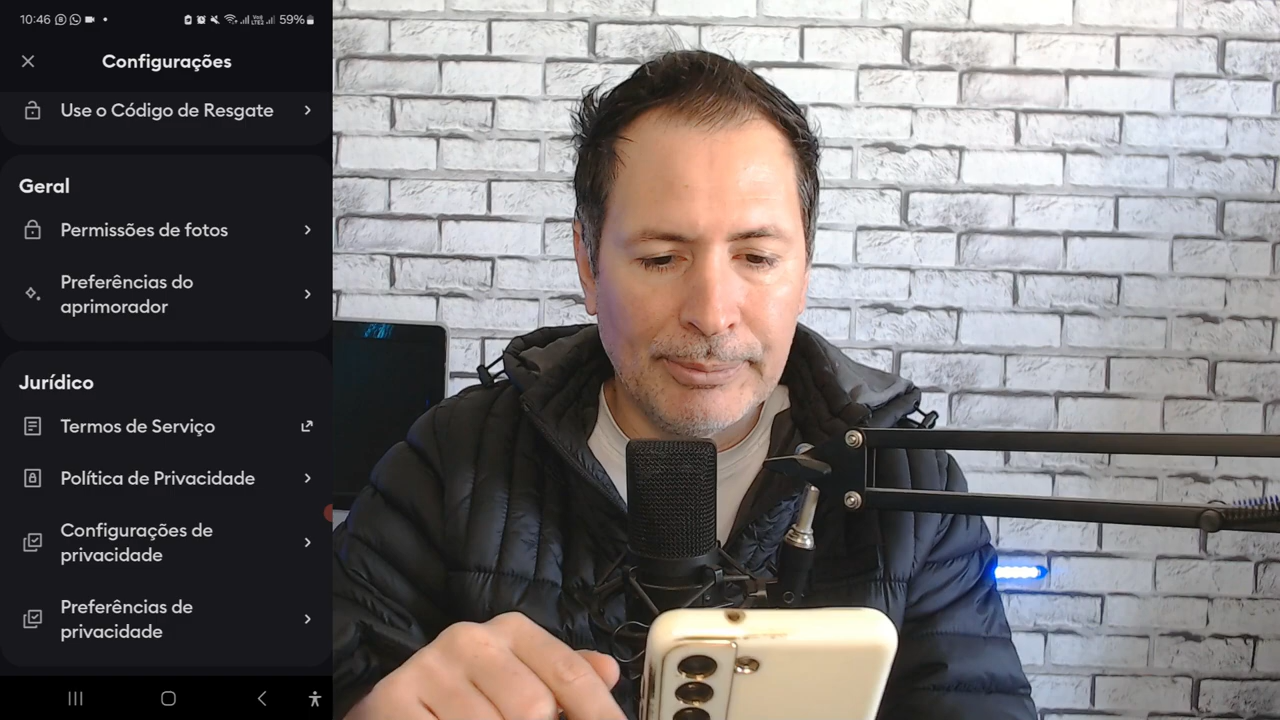 10:46
59%
Configurações
Use o Código de Resgate
Geral
Permissões de fotos
Preferências do
aprimorador
Jurídico
Termos de Serviço
Política de Privacidade
Configurações de
privacidade
Preferências de
privacidade